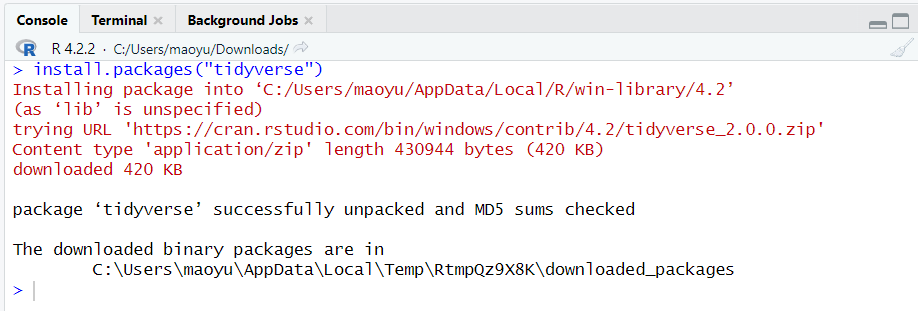 Console Terminal Background Jobs
R 4.2.2 · C:/Users/maoyu/Downloads/
> install.packages("tidyverse")
Installing package into ‘C:/Users/maoyu/AppData/Local/R/win-library/4.2’
(as ‘lib’ is unspecified)
trying URL 'https://cran.rstudio.com/bin/windows/contrib/4.2/tidyverse_2.0.0.zip'
Content type 'application/zip' length 430944 bytes (420 KB)
downloaded 420 KB
package ‘tidyverse’ successfully unpacked and MD5 sums checked
The downloaded binary packages are in
C:\Users\maoyu\AppData\Local\Temp\RtmpQz9X8K\downloaded_packages
>